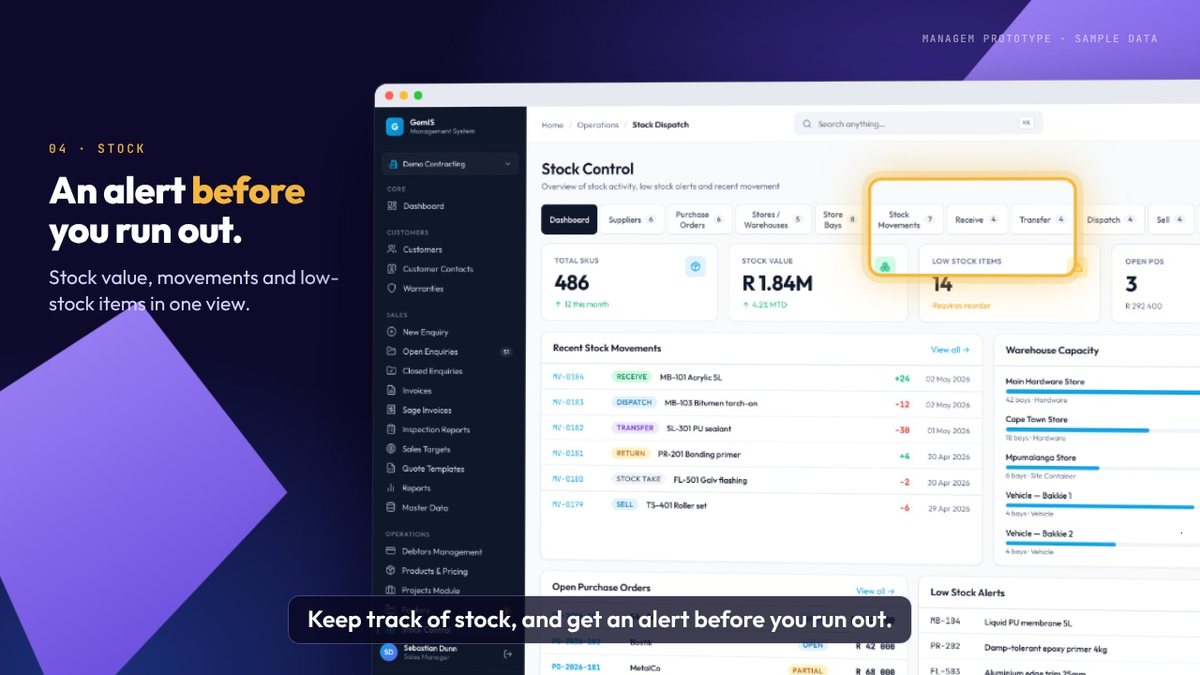 MANAGEM PROTOTYPE · SAMPLE DATA
04 · STOCK
An alert before
you run out.
Stock value, movements and low-
stock items in one view.
G
GemIS
Management System
Demo Contracting
CORE
Dashboard
CUSTOMERS
Customers
Customer Contacts
Warranties
SALES
New Enquiry
Open Enquiries 51
Closed Enquiries
Invoices
Sage Invoices
Inspection Reports
Sales Targets
Quote Templates
Reports
Master Data
OPERATIONS
Debtors Management
Products & Pricing
Projects Module
SD
Sebastian Dunn
Sales Manager
Home / Operations / Stock Dispatch
Search anything...
⌘K
Stock Control
Overview of stock activity, low stock alerts and recent movement
Dashboard
Suppliers 6
Purchase
Orders 6
Stores /
Warehouses 5
Store
Bays 8
Stock
Movements 7
Receive 4
Transfer 4
Dispatch 4
Sell 4
TOTAL SKUS
486
↑ 12 this month
STOCK VALUE
R 1.84M
↑ 4.2% MTD
LOW STOCK ITEMS
14
Requires reorder
OPEN POS
3
R 292 400
Recent Stock Movements View all →
MV-0184 RECEIVE MB-101 Acrylic 5L +24 02 May 2026
MV-0183 DISPATCH MB-103 Bitumen torch-on -12 02 May 2026
MV-0182 TRANSFER SL-301 PU sealant -30 01 May 2026
MV-0181 RETURN PR-201 Bonding primer +4 30 Apr 2026
MV-0180 STOCK TAKE FL-501 Galv flashing -2 30 Apr 2026
MV-0179 SELL TS-401 Roller set -6 29 Apr 2026
Warehouse Capacity
Main Hardware Store
42 bays · Hardware
Cape Town Store
18 bays · Hardware
Mpumalanga Store
6 bays · Site Container
Vehicle — Bakkie 1
4 bays · Vehicle
Vehicle — Bakkie 2
4 bays · Vehicle
Open Purchase Orders View all →
PO-2026-182 Bostik OPEN R 42 800
PO-2026-181 MetalCo PARTIAL R 68 000
Low Stock Alerts
MB-104 Liquid PU membrane 5L
PR-202 Damp-tolerant epoxy primer 4kg
FL-503 Aluminium edge trim 25mm
Keep track of stock, and get an alert before you run out.